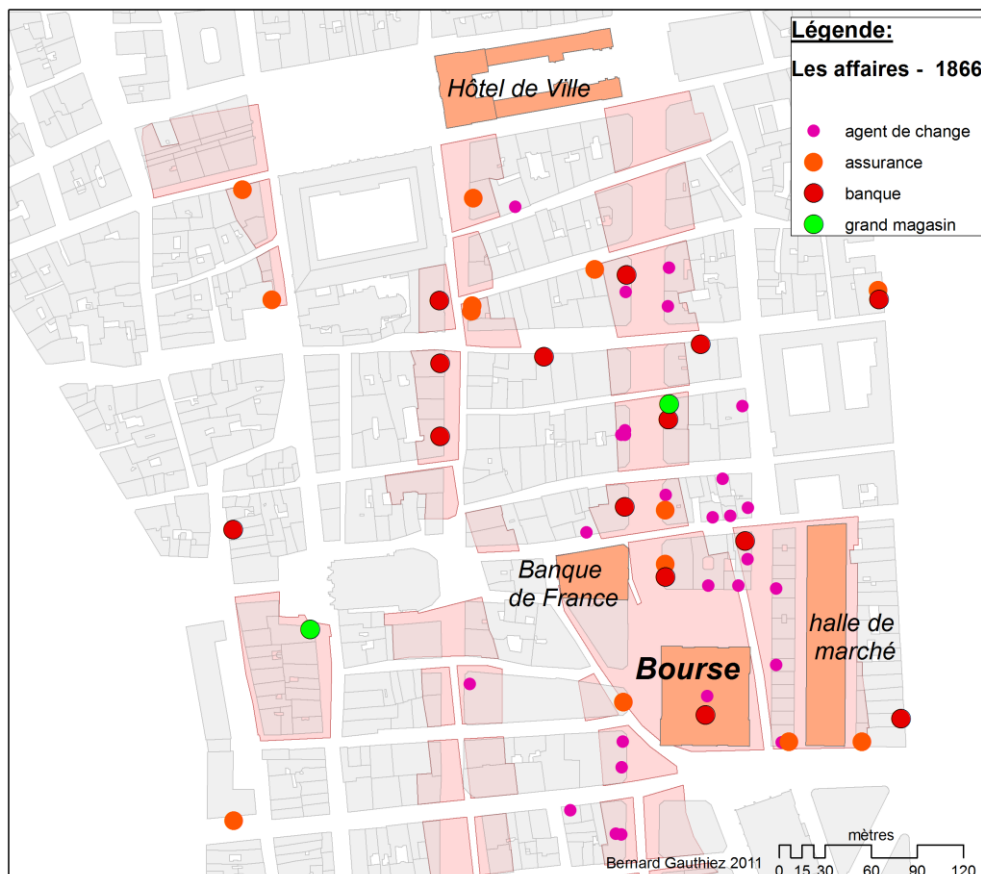 Légende:
Les affaires - 1866
agent de change
assurance
banque
grand magasin
Hôtel de Ville
Banque
de France
halle de
marché
Bourse
mètres
Bernard Gauthiez 2011
0 15 30 60 90 120